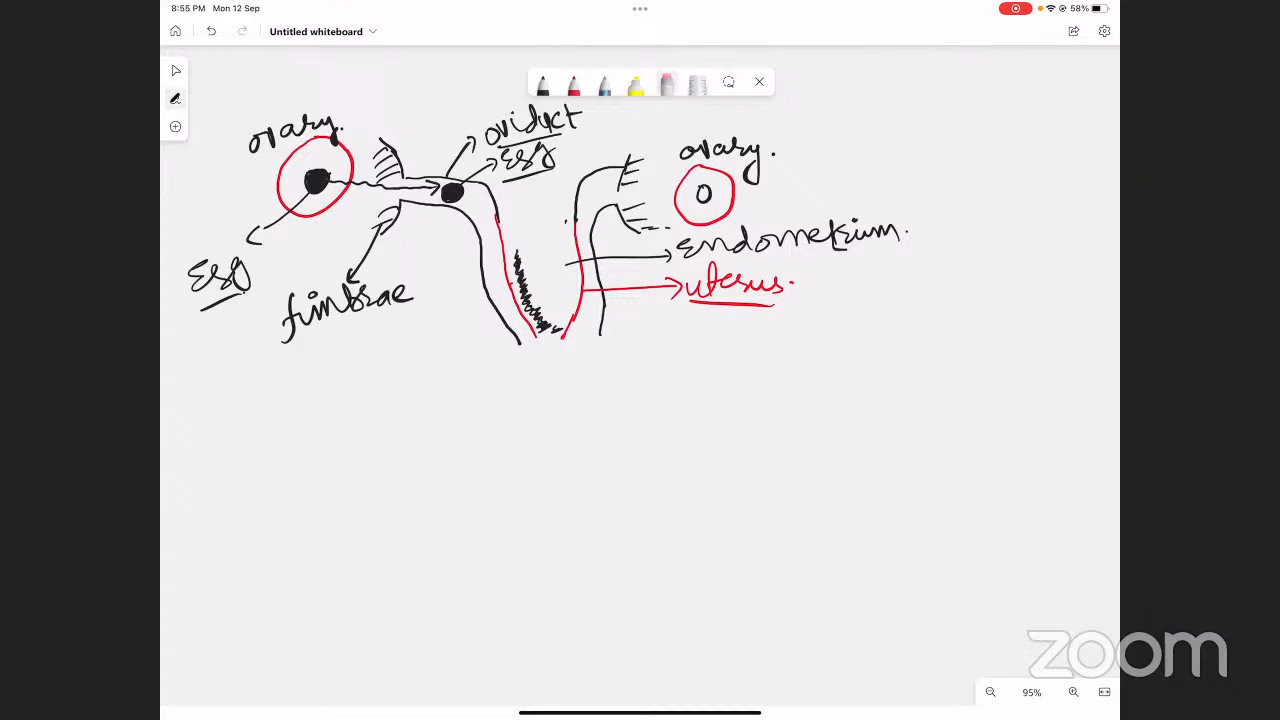 8:55 PM Mon 12 Sep
58%
Untitled whiteboard
ovary.
oviduct
Egg
ovary.
endometrium.
Egg
fimbrae
uterus.
zoom
95%